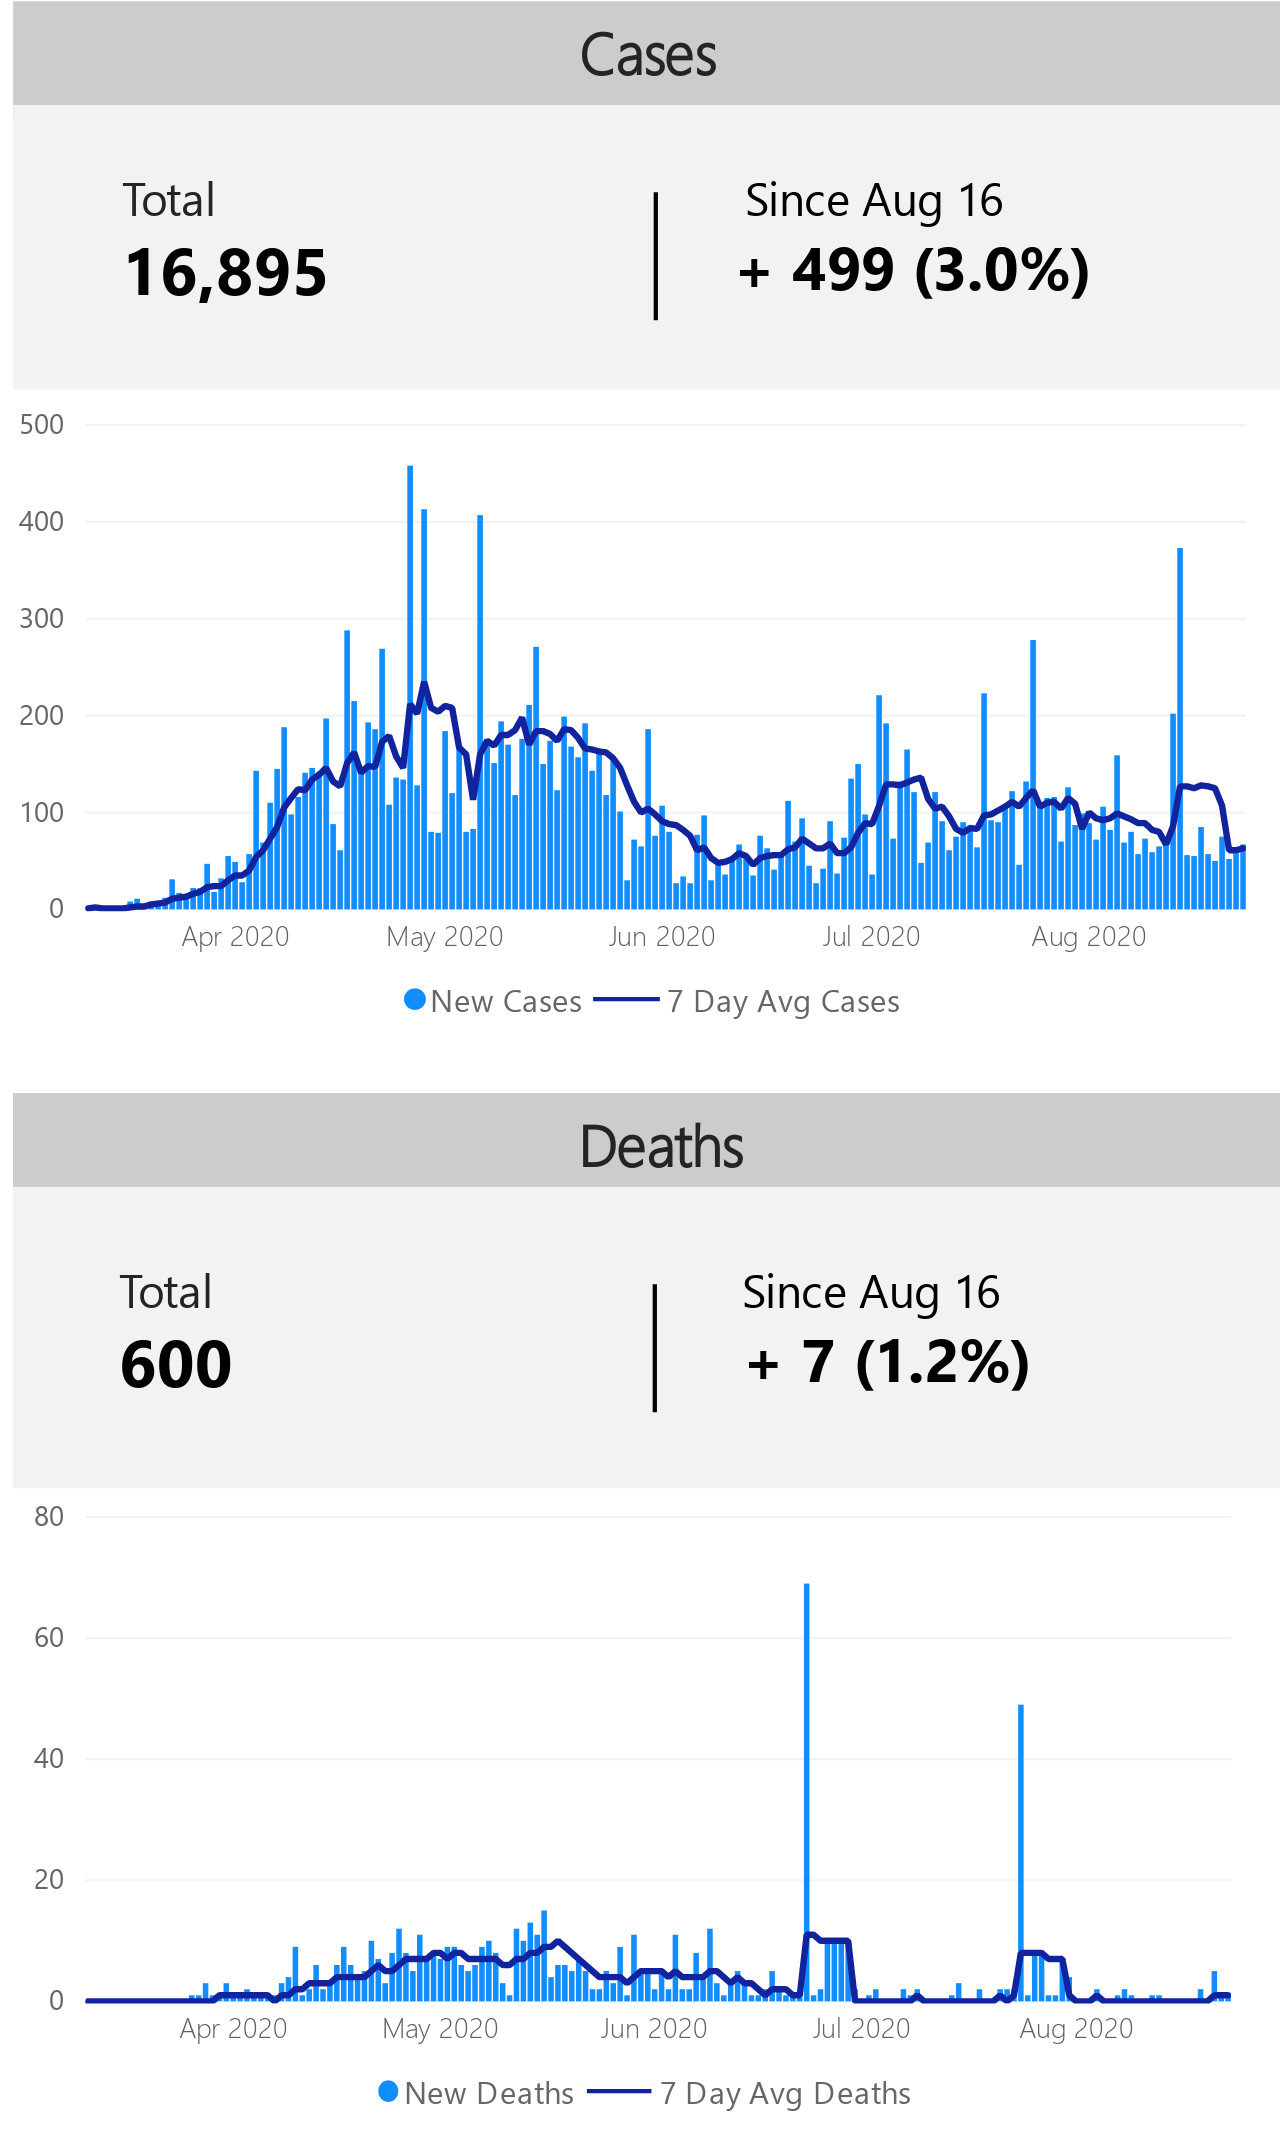 Cases
Total
Since Aug 16
16,895
+ 499 (3.0%)
500
400
300
200
100
0
Apr 2020 May 2020 Jun 2020 Jul 2020 Aug 2020
New Cases 7 Day Avg Cases
Deaths
Total
Since Aug 16
600
+ 7 (1.2%)
80
60
40
20
0
Apr 2020 May 2020 Jun 2020 Jul 2020 Aug 2020
New Deaths 7 Day Avg Deaths